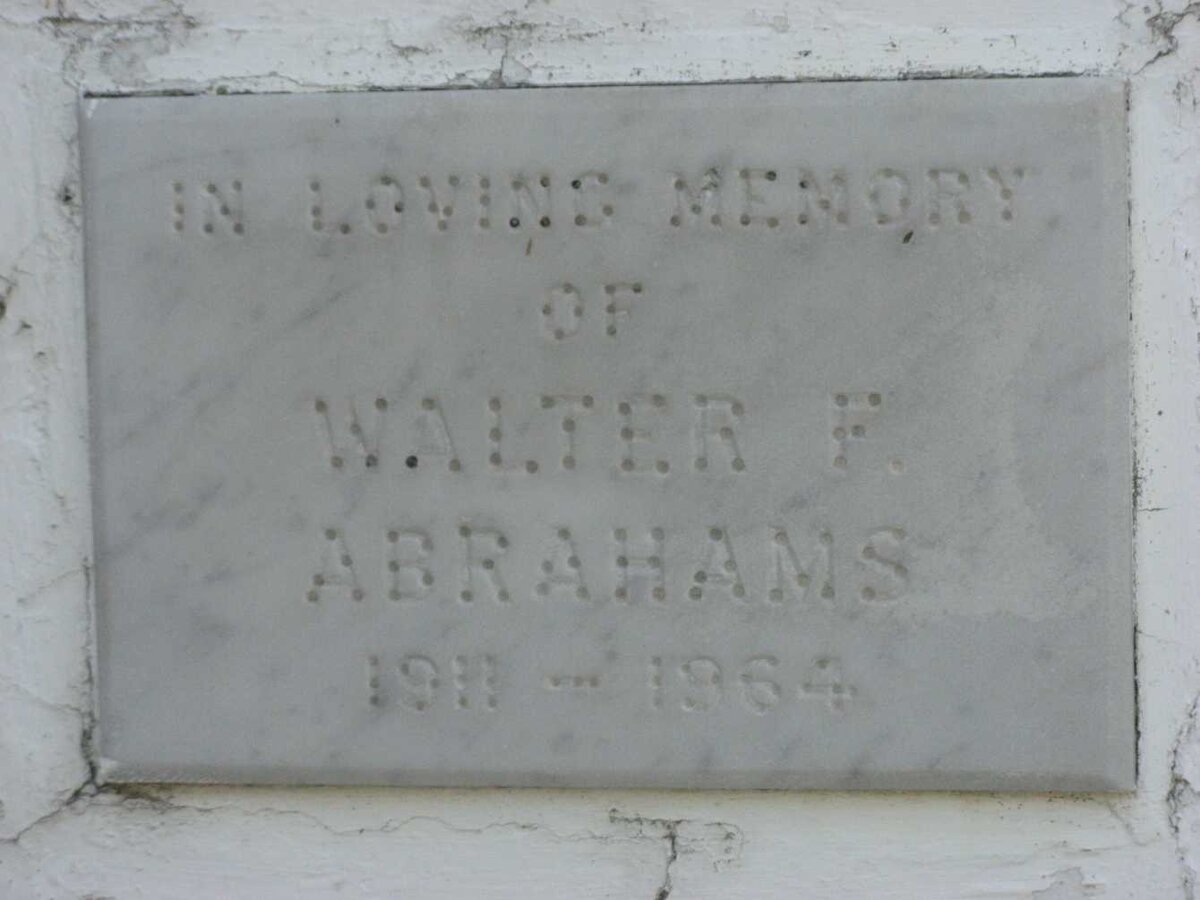 IN LOVING MEMORY
OF
WALTER F.
ABRAHAMS
1911 - 1964